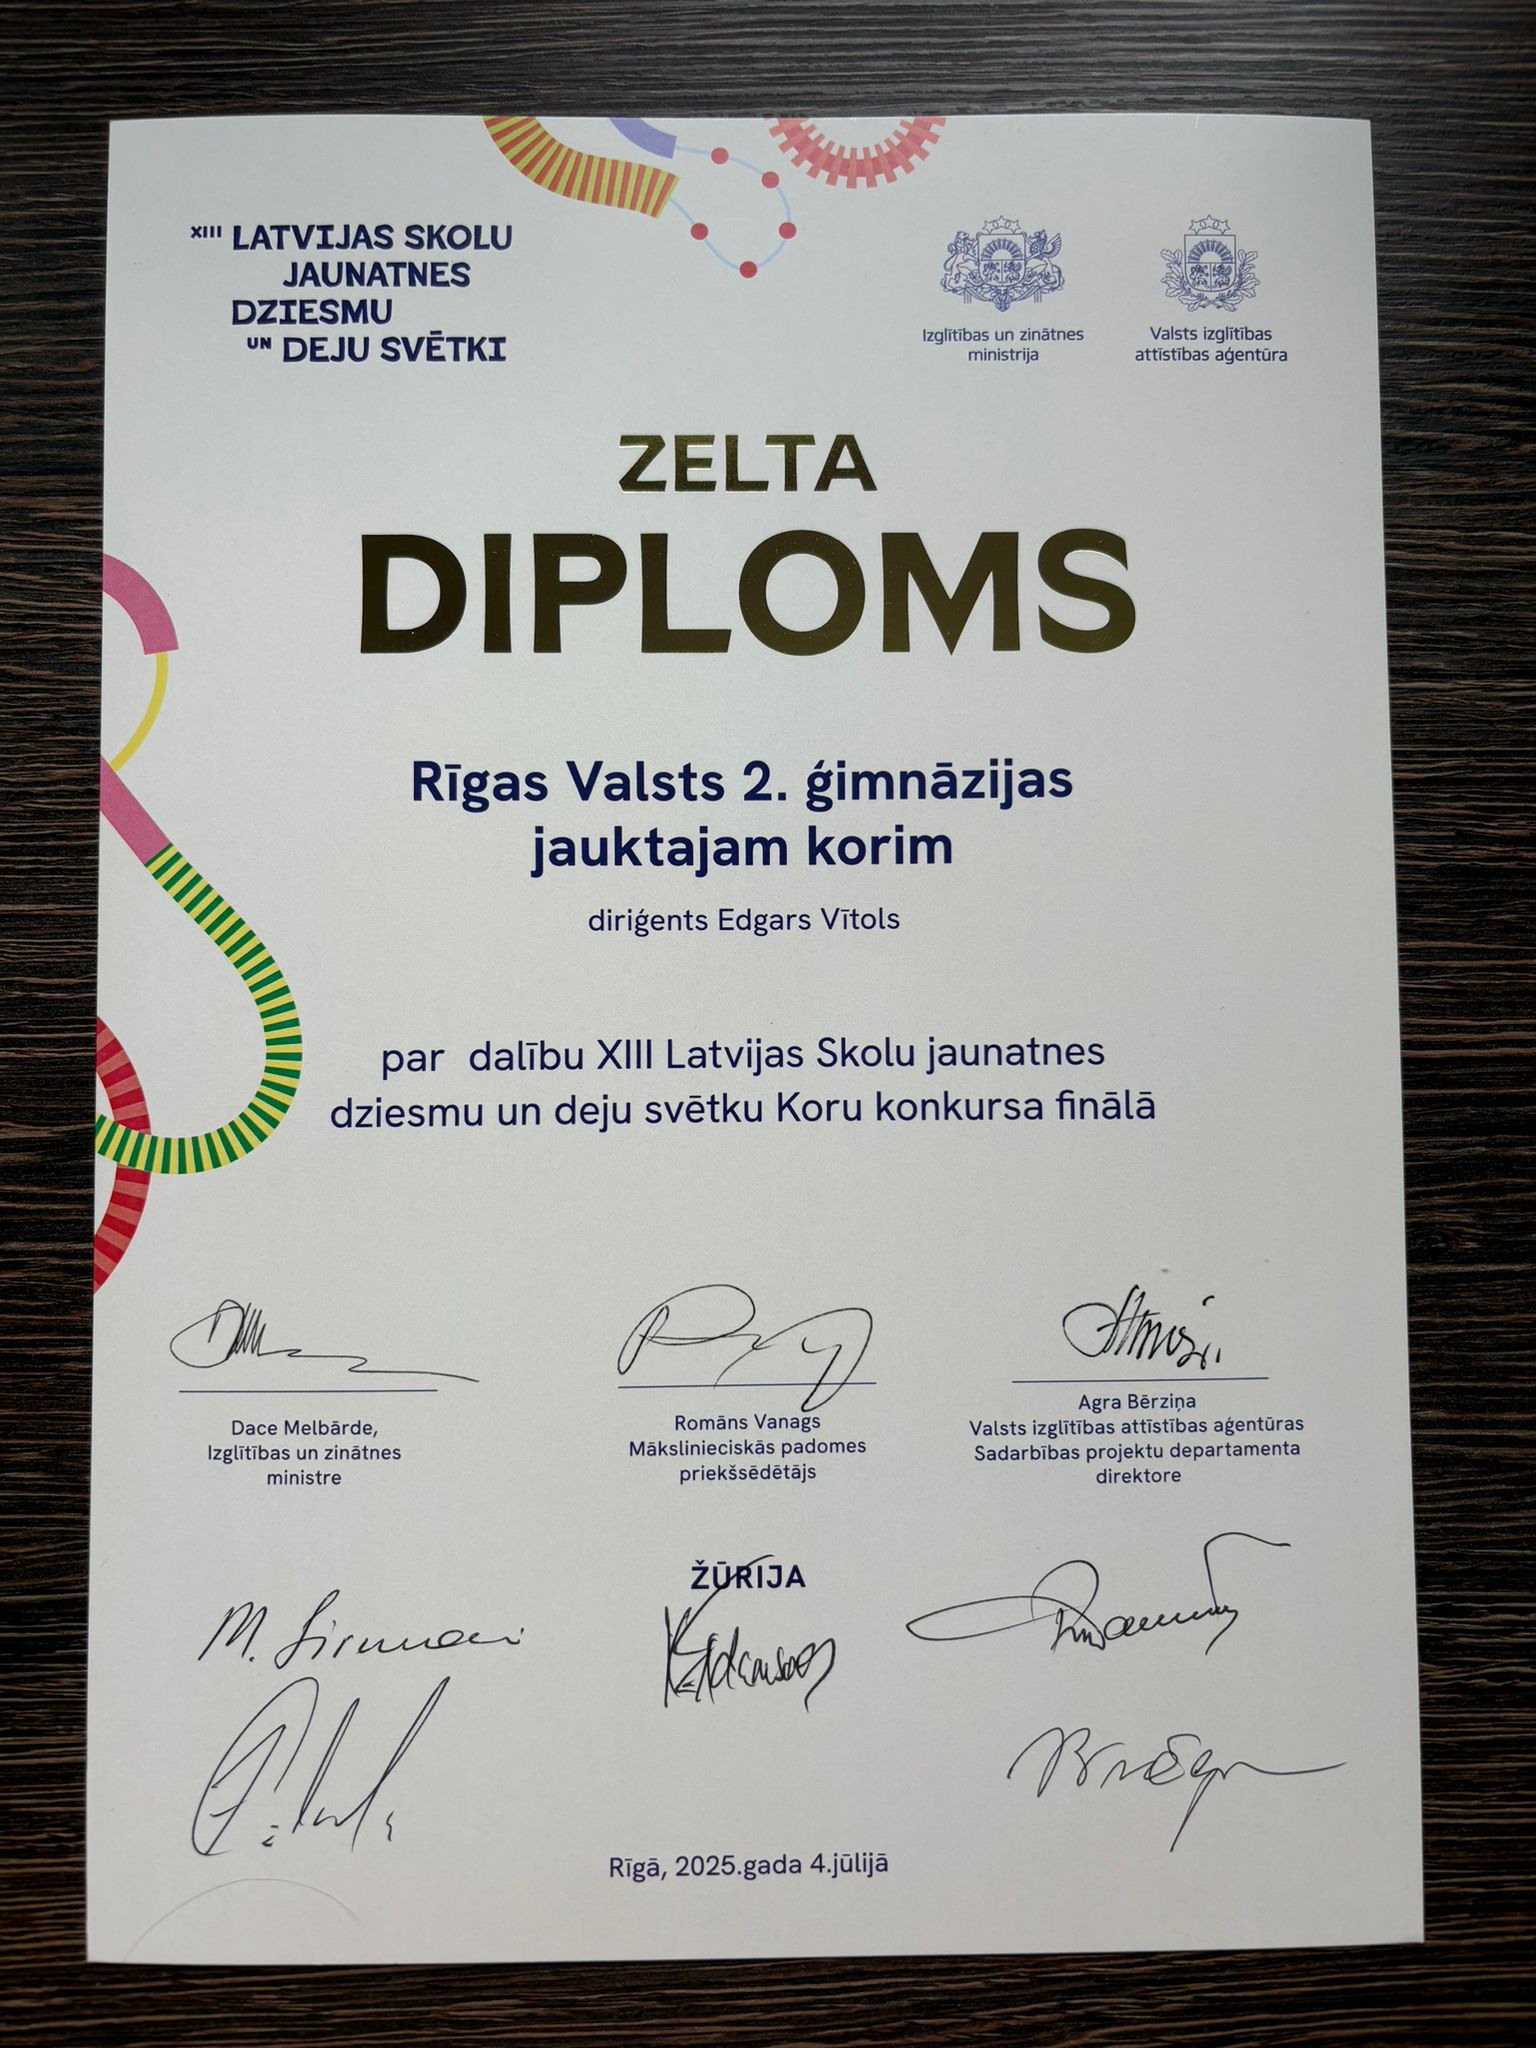 XIII LATVIJAS SKOLU
JAUNATNES
DZIESMU
UN DEJU SVĒTKI
Izglītības un zinātnes
ministrija
Valsts izglītības
attīstības aģentūra
ZELTA
DIPLOMS
Rīgas Valsts 2. ģimnāzijas
jauktajam korim
diriģents Edgars Vītols
par dalību XIII Latvijas Skolu jaunatnes
dziesmu un deju svētku Koru konkursa finālā
Dace Melbārde,
Izglītības un zinātnes
ministre
Romāns Vanags
Mākslinieciskās padomes
priekšsēdētājs
Agra Bērziņa
Valsts izglītības attīstības aģentūras
Sadarbības projektu departamenta
direktore
ŽŪRIJA
M.
Rīgā, 2025.gada 4.jūlijā